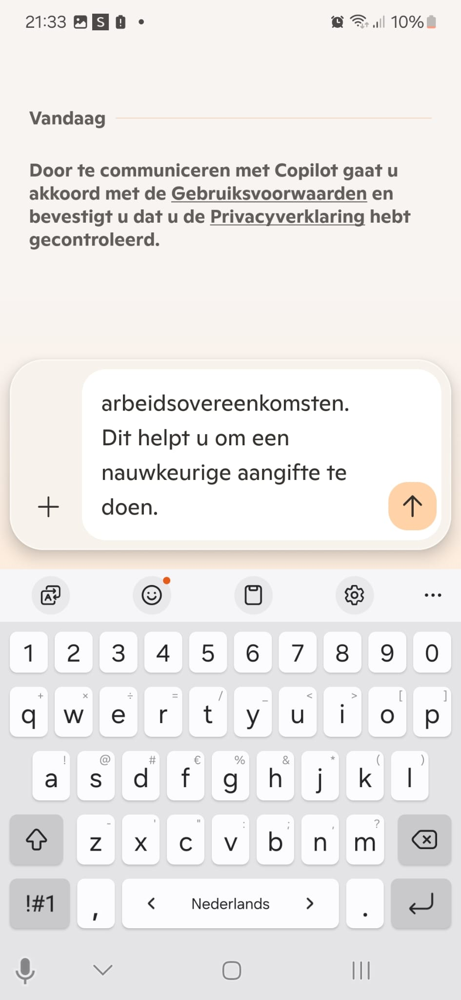 21:33 S 10%
Vandaag
Door te communiceren met Copilot gaat u
akkoord met de Gebruiksvoorwaarden en
bevestigt u dat u de Privacyverklaring hebt
gecontroleerd.
arbeidsovereenkomsten.
Dit helpt u om een
nauwkeurige aangifte te
doen.
A
1 2 3 4 5 6 7 8 9 0
+ × ÷ = / _ < > [ ]
q w e r t y u i o p
! @ # € % & * ( )
a s d f g h j k l
- ' " : ; , ?
z x c v b n m
!#1 , < Nederlands > .